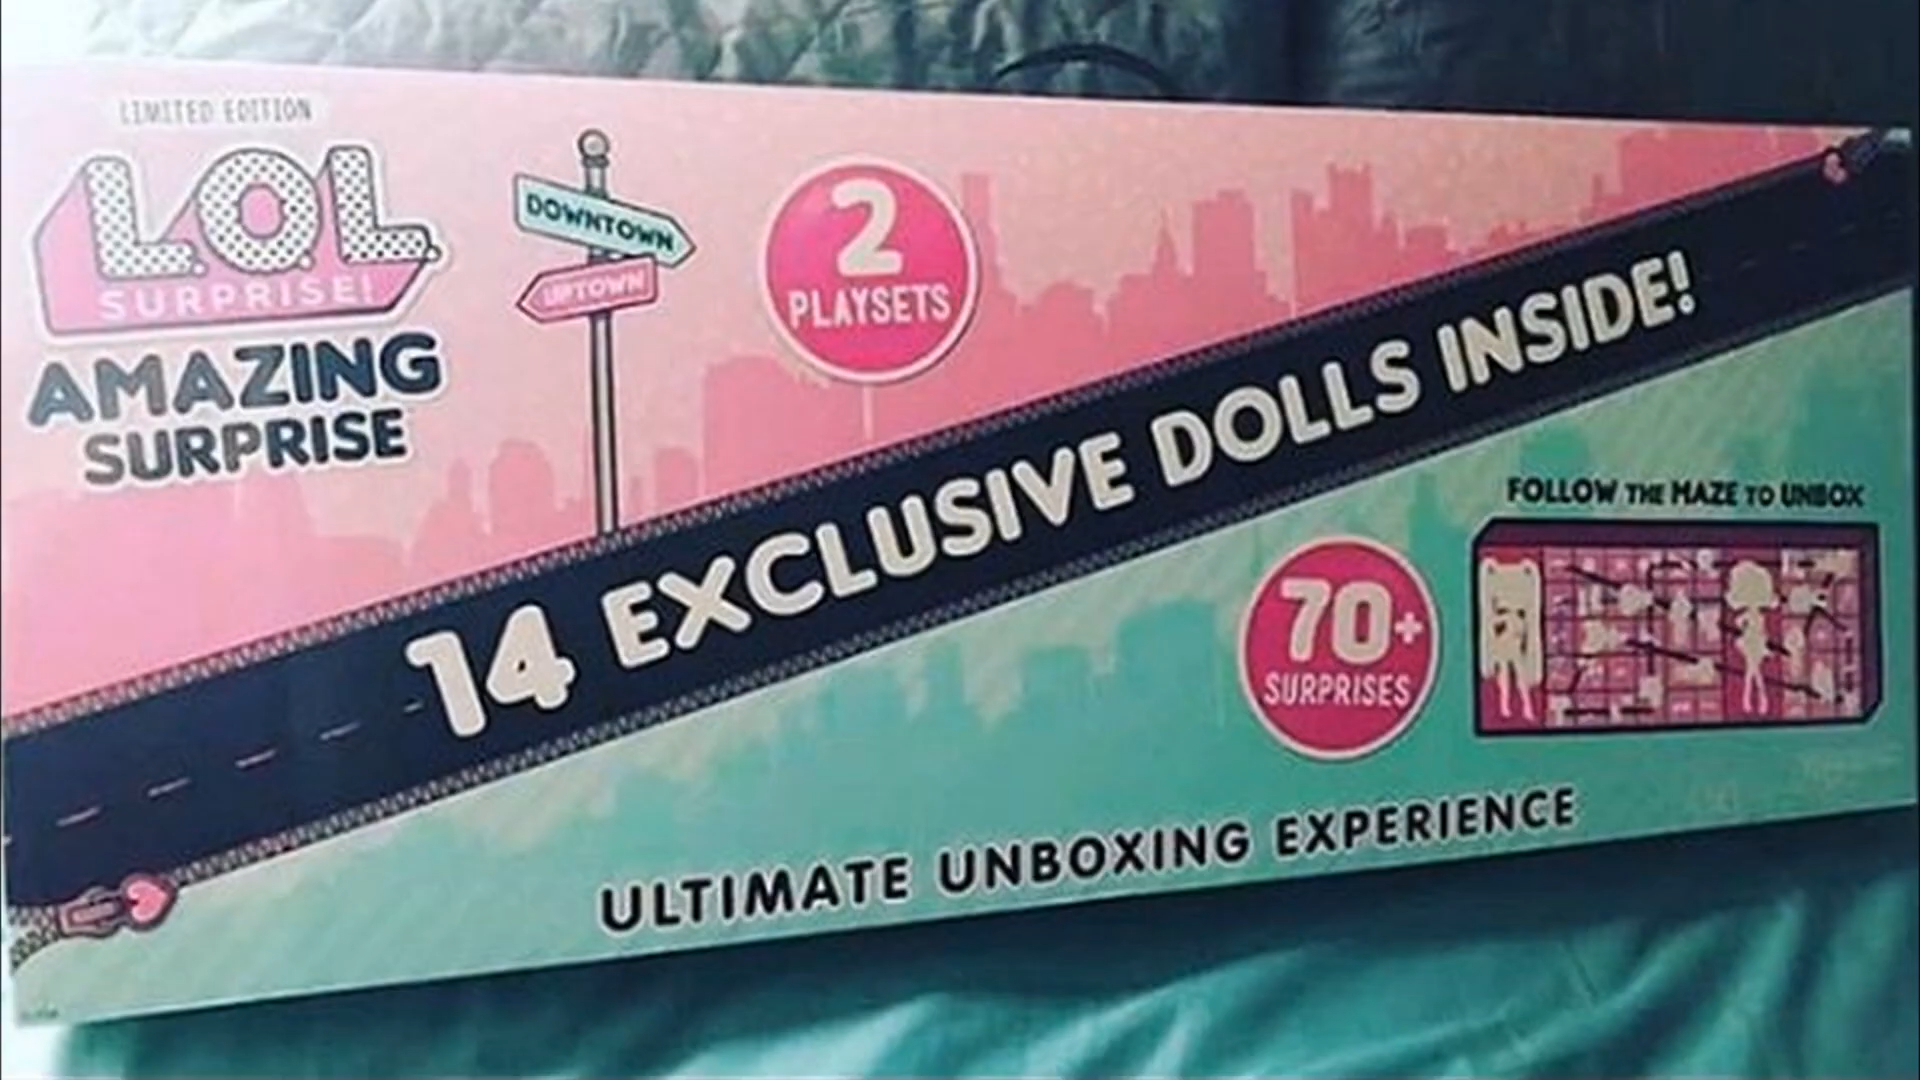 LIMITED EDITION
L.O.L.
SURPRISE!
AMAZING
SURPRISE
DOWNTOWN
UPTOWN
2
PLAYSETS
14 EXCLUSIVE DOLLS INSIDE!
FOLLOW THE MAZE TO UNBOX
70+
SURPRISES
ULTIMATE UNBOXING EXPERIENCE